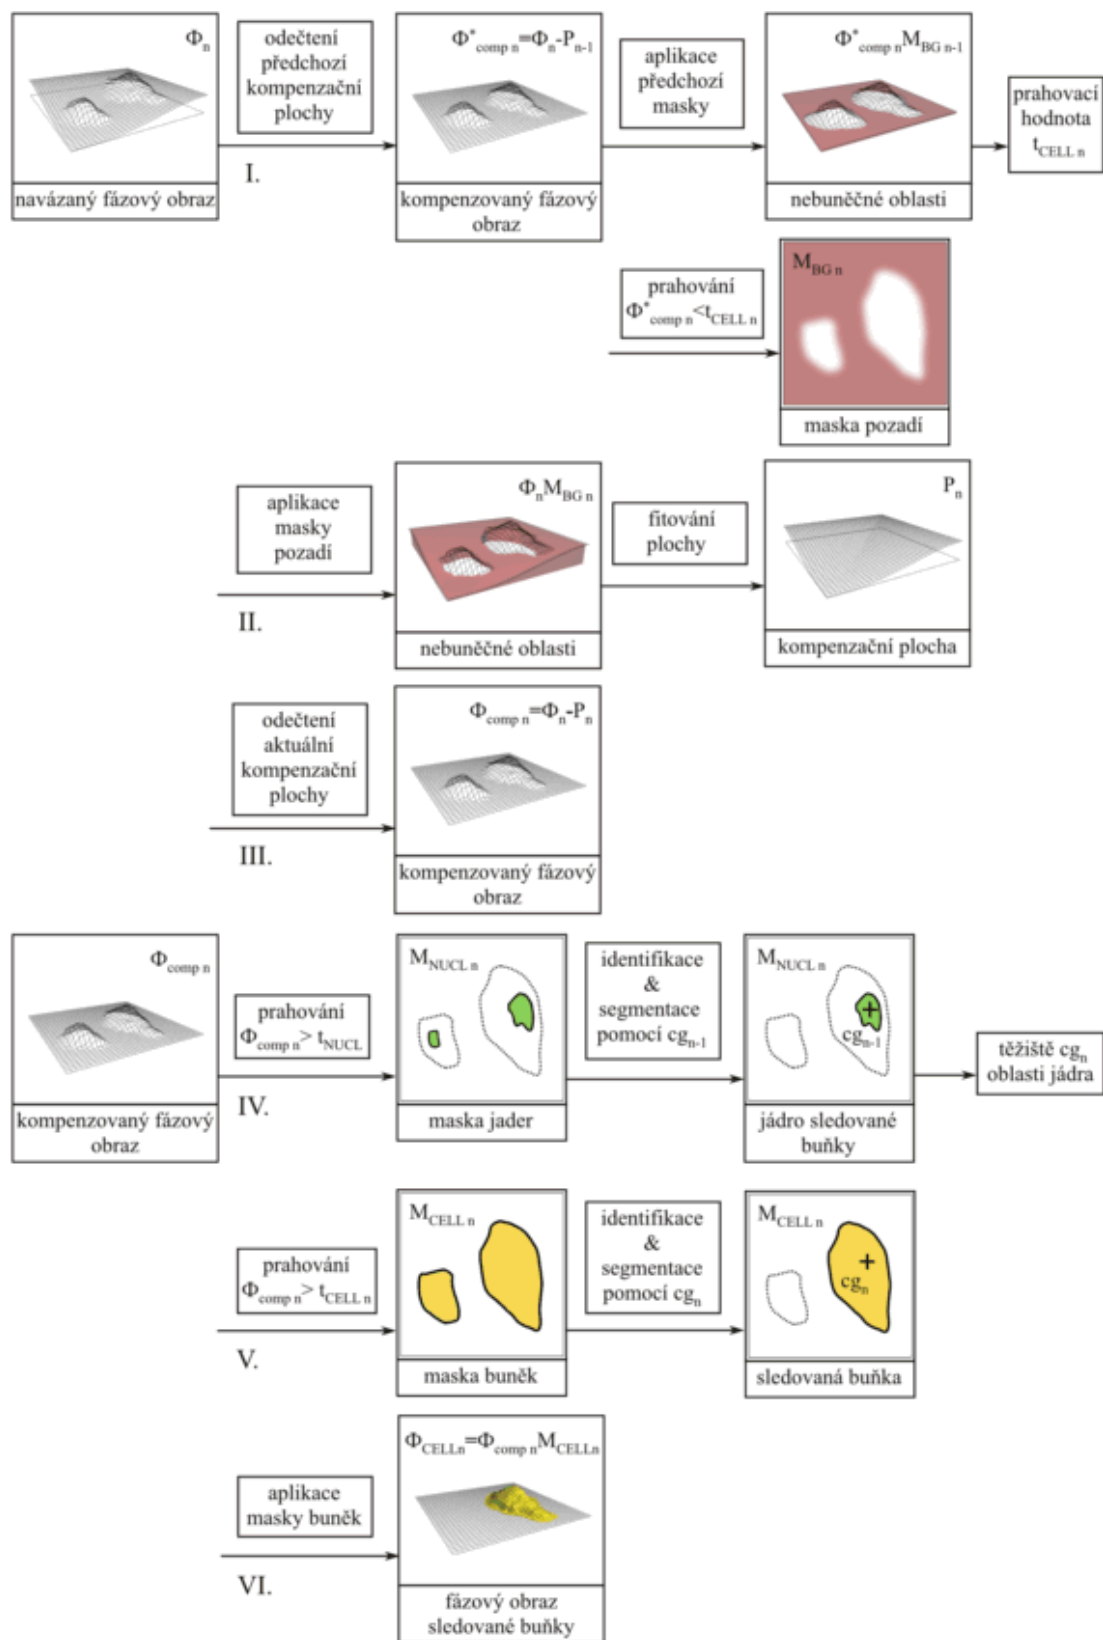 Φn
odečtení
předchozí
kompenzační
plochy
I.
navázaný fázový obraz
Φ*comp n=Φn-Pn-1
kompenzovaný fázový
obraz
aplikace
předchozí
masky
Φ*comp nMBG n-1
nebuněčné oblasti
prahovací
hodnota
tCELL n
prahování
Φ*comp n<tCELL n
MBG n
maska pozadí
aplikace
masky
pozadí
II.
ΦnMBG n
nebuněčné oblasti
fitování
plochy
Pn
kompenzační plocha
odečtení
aktuální
kompenzační
plochy
III.
Φcomp n=Φn-Pn
kompenzovaný fázový
obraz
Φcomp n
kompenzovaný fázový
obraz
prahování
Φcomp n> tNUCL
IV.
MNUCL n
maska jader
identifikace
&
segmentace
pomocí cgn-1
MNUCL n
cgn-1
jádro sledované
buňky
těžiště cgn
oblasti jádra
prahování
Φcomp n> tCELL n
V.
MCELL n
maska buněk
identifikace
&
segmentace
pomocí cgn
MCELL n
cgn
sledovaná buňka
aplikace
masky buněk
VI.
ΦCELLn=Φcomp nMCELLn
fázový obraz
sledované buňky